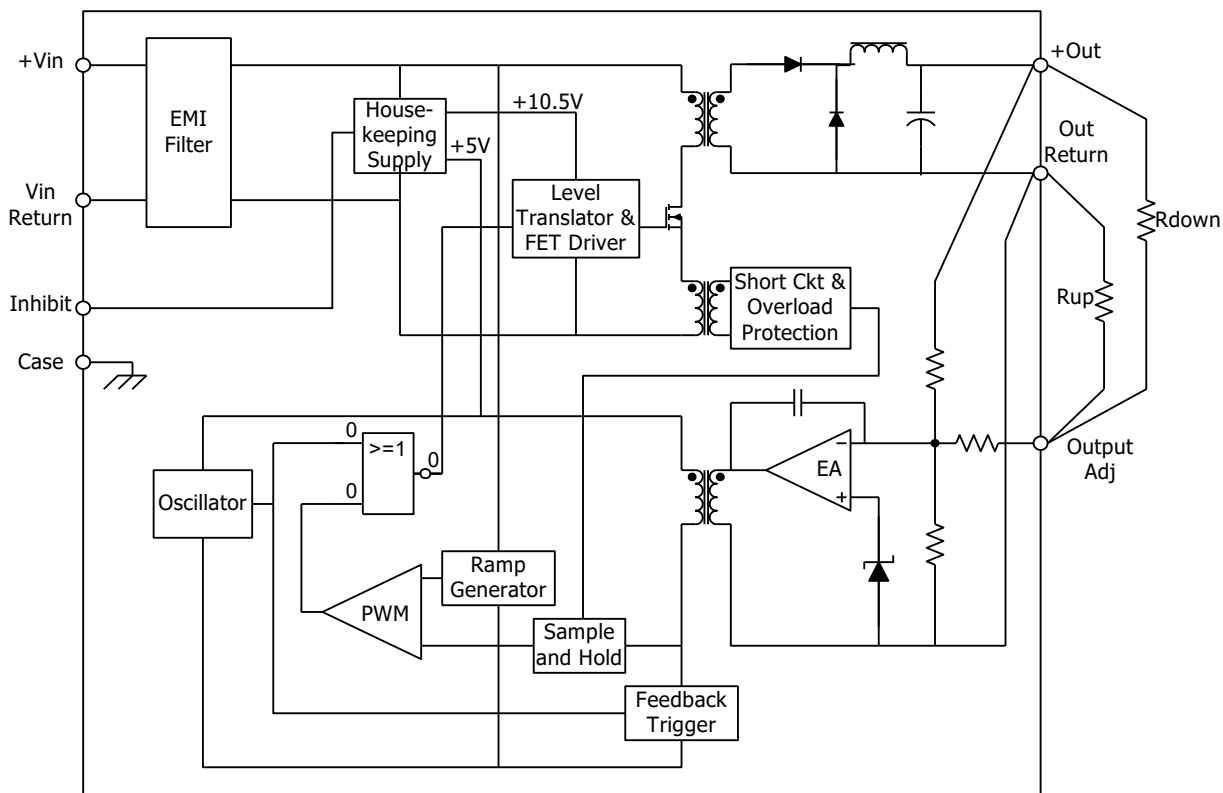 +Vin
EMI
Filter
House-
keeping
Supply
+10.5V
+5V
+Out
Out
Return
Vin
Return
Level
Translator &
FET Driver
Rdown
Rup
Inhibit
Short Ckt &
Overload
Protection
Case
0
>=1
0
0
Oscillator
EA
−
+
Output
Adj
Ramp
Generator
PWM
Sample
and Hold
Feedback
Trigger